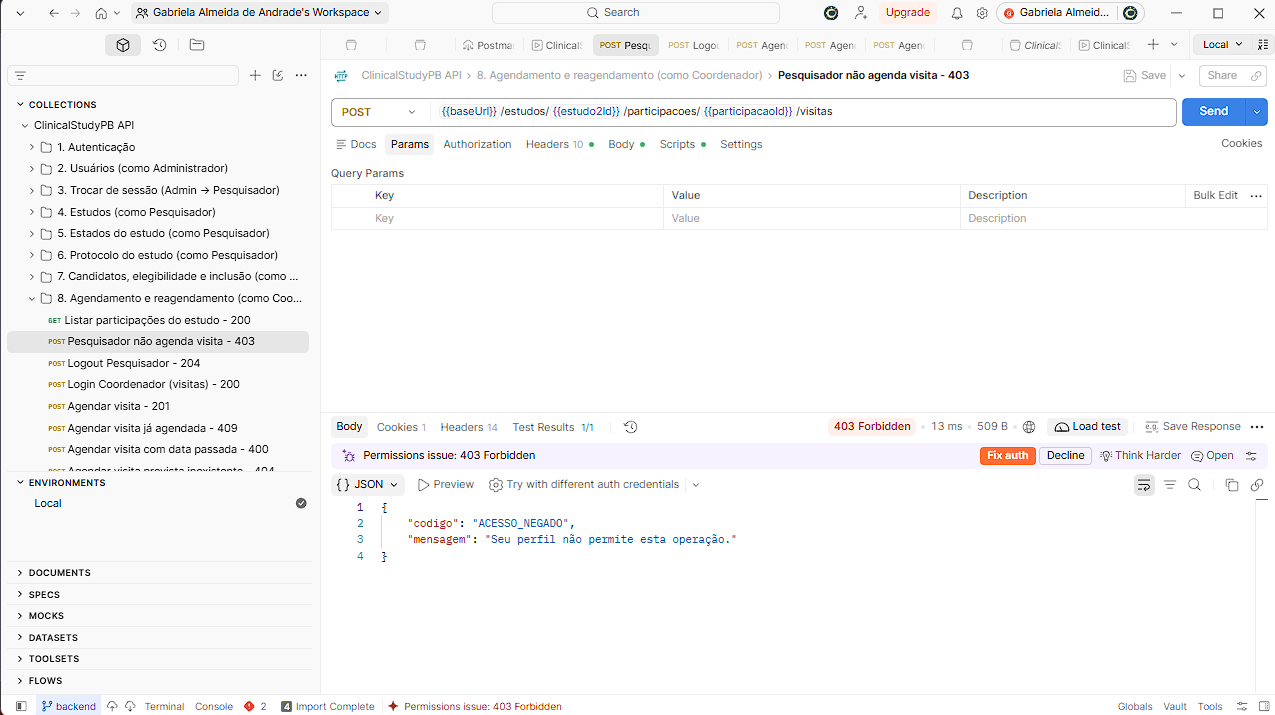 Gabriela Almeida de Andrade's Workspace
Search
Upgrade
Gabriela Almeid...
Postma
ClinicalS
POST Pesqu
POST Logou
POST Agen
POST Agen
POST Agen
ClinicalS
ClinicalS
Local
ClinicalStudyPB API > 8. Agendamento e reagendamento (como Coordenador) > Pesquisador não agenda visita - 403
Save
Share
COLLECTIONS
ClinicalStudyPB API
1. Autenticação
2. Usuários (como Administrador)
3. Trocar de sessão (Admin → Pesquisador)
4. Estudos (como Pesquisador)
5. Estados do estudo (como Pesquisador)
6. Protocolo do estudo (como Pesquisador)
7. Candidatos, elegibilidade e inclusão (como ...
8. Agendamento e reagendamento (como Coo...
GET Listar participações do estudo - 200
POST Pesquisador não agenda visita - 403
POST Logout Pesquisador - 204
POST Login Coordenador (visitas) - 200
POST Agendar visita - 201
POST Agendar visita já agendada - 409
POST Agendar visita com data passada - 400
POST Agendar visita prevista inexistente - 404
ENVIRONMENTS
Local
DOCUMENTS
SPECS
MOCKS
DATASETS
TOOLSETS
FLOWS
POST
{{baseUrl}} /estudos/ {{estudo2Id}} /participacoes/ {{participacaoId}} /visitas
Send
Docs
Params
Authorization
Headers 10
Body
Scripts
Settings
Cookies
Query Params
Key Value Description Bulk Edit
Key Value Description
Body
Cookies 1
Headers 14
Test Results 1/1
403 Forbidden
13 ms
509 B
Load test
e.g. Save Response
Permissions issue: 403 Forbidden
Fix auth
Decline
Think Harder
Open
{} JSON
Preview
Try with different auth credentials
1 {
2 "codigo": "ACESSO_NEGADO",
3 "mensagem": "Seu perfil não permite esta operação."
4 }
backend
Terminal
Console
2
4 Import Complete
Permissions issue: 403 Forbidden
Globals
Vault
Tools